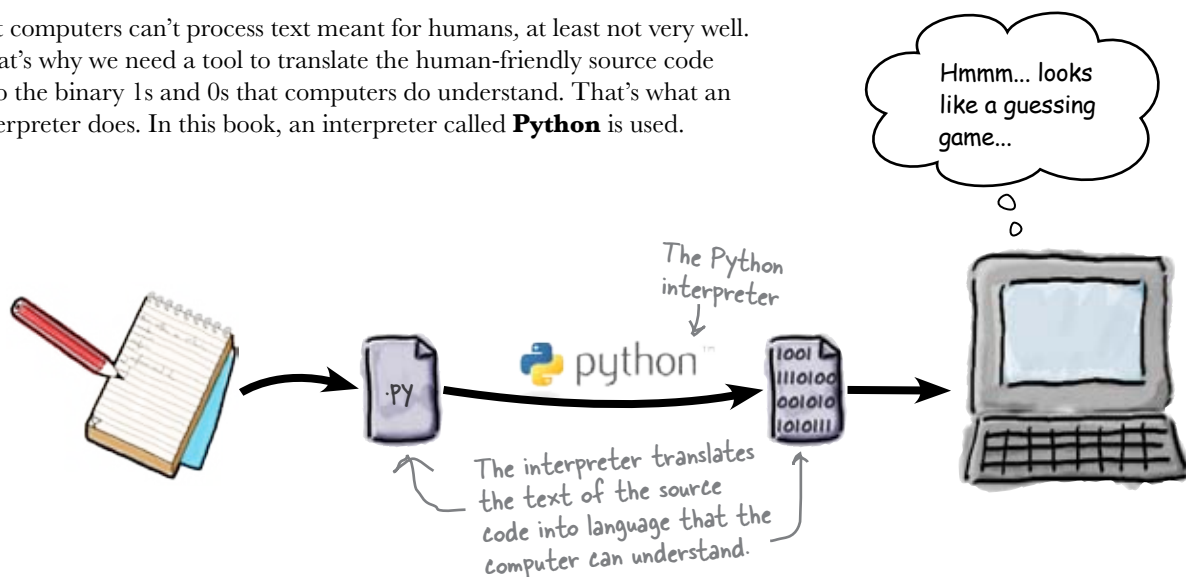 t computers can’t process text meant for humans, at least not very well.
at’s why we need a tool to translate the human-friendly source code
o the binary 1s and 0s that computers do understand. That’s what an
erpreter does. In this book, an interpreter called Python is used.
Hmmm... looks
like a guessing
game...
The Python
interpreter
.PY
python™
1001
1110100
001010
1010111
The interpreter translates
the text of the source
code into language that the
computer can understand.